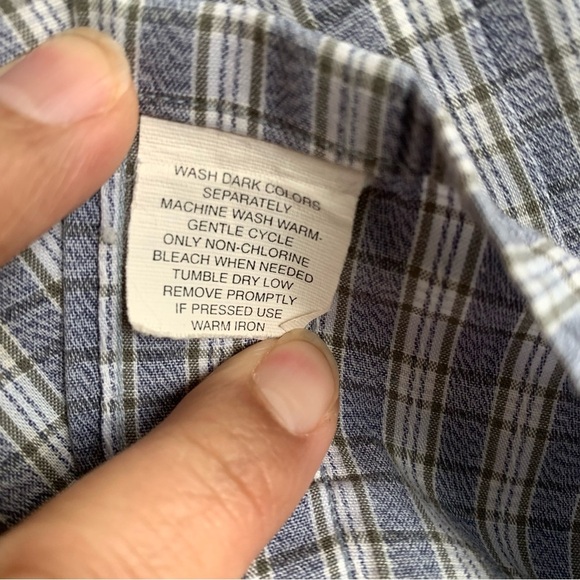 WASH DARK COLORS
SEPARATELY
MACHINE WASH WARM-
GENTLE CYCLE
ONLY NON-CHLORINE
BLEACH WHEN NEEDED
TUMBLE DRY LOW
REMOVE PROMPTLY
IF PRESSED USE
WARM IRON